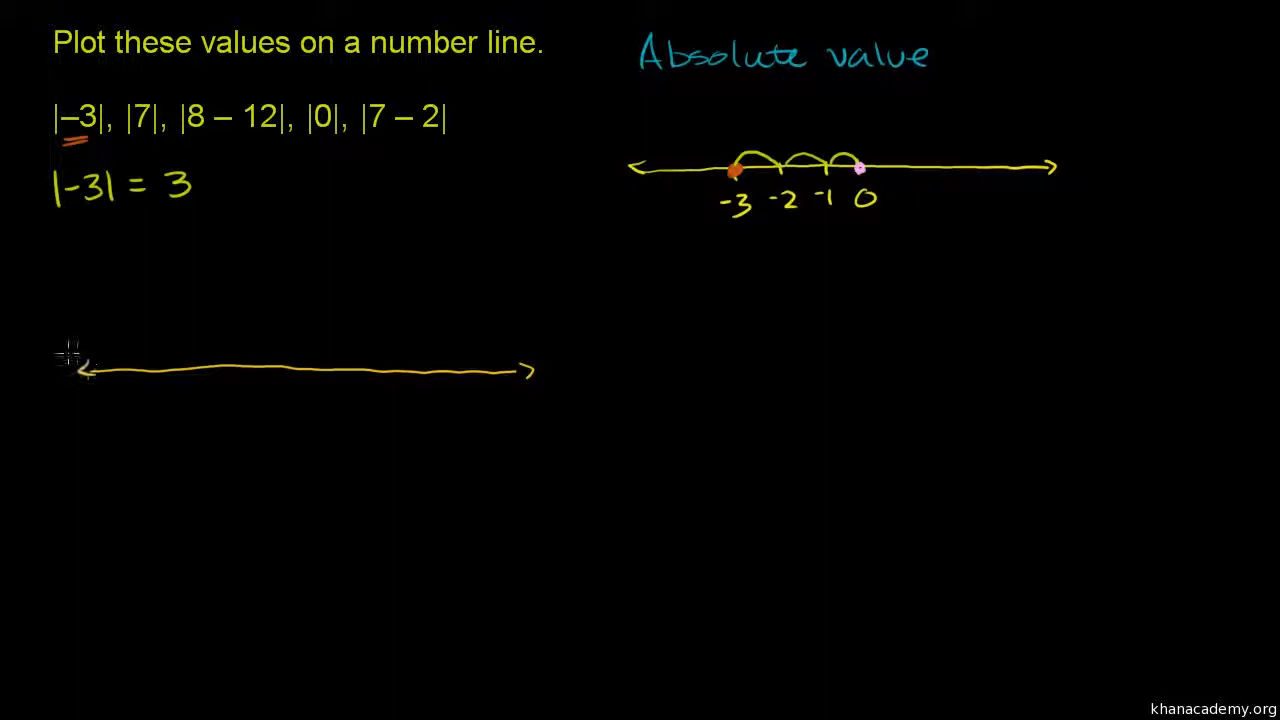 Plot these values on a number line.
Absolute value
|–3|, |7|, |8 – 12|, |0|, |7 – 2|
|-3| = 3
-3 -2 -1 0
khanacademy.org